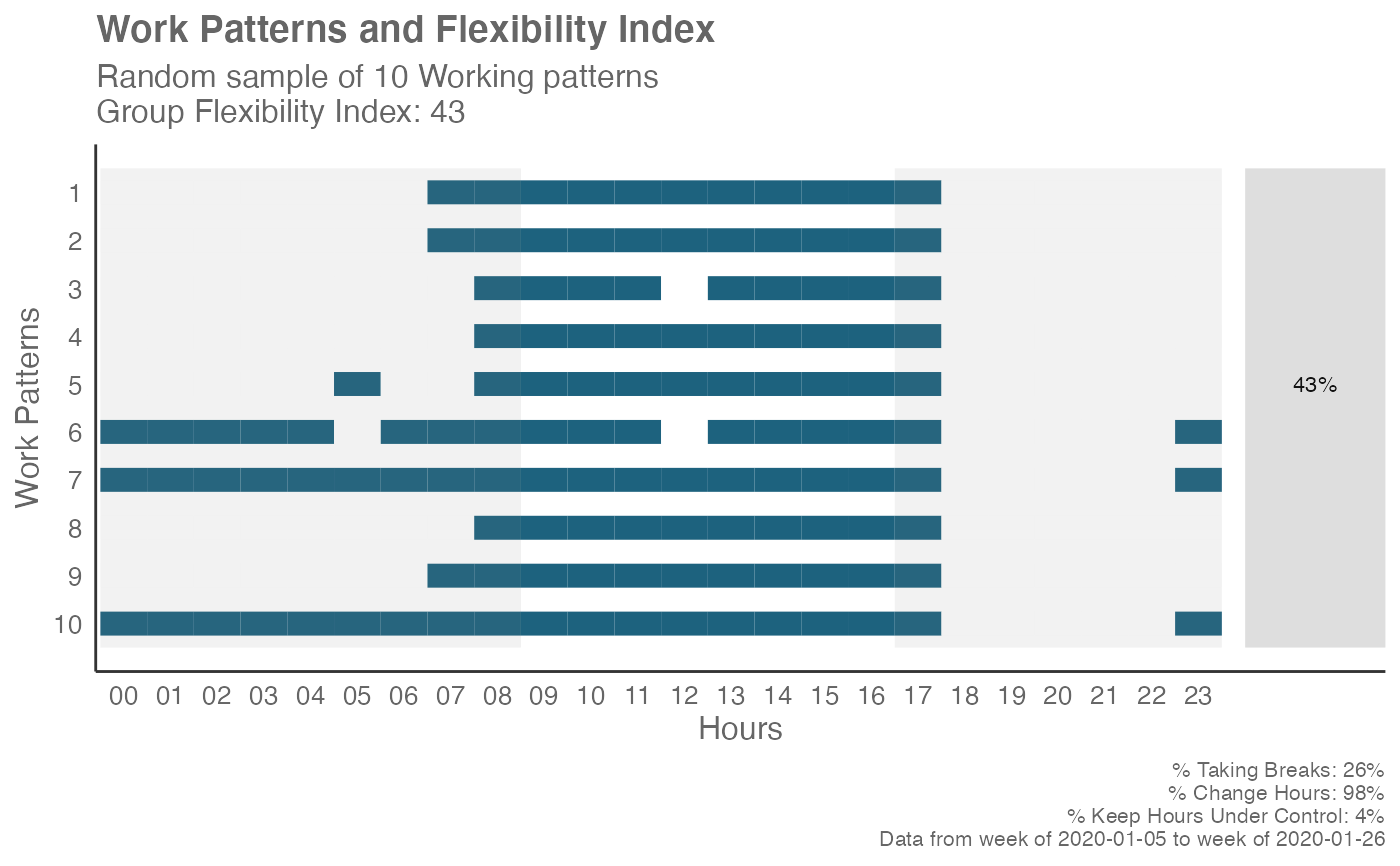 Work Patterns and Flexibility Index
Random sample of 10 Working patterns
Group Flexibility Index: 43
Work Patterns
1
2
3
4
5
6
7
8
9
10
43%
00 01 02 03 04 05 06 07 08 09 10 11 12 13 14 15 16 17 18 19 20 21 22 23
Hours
% Taking Breaks: 26%
% Change Hours: 98%
% Keep Hours Under Control: 4%
Data from week of 2020-01-05 to week of 2020-01-26